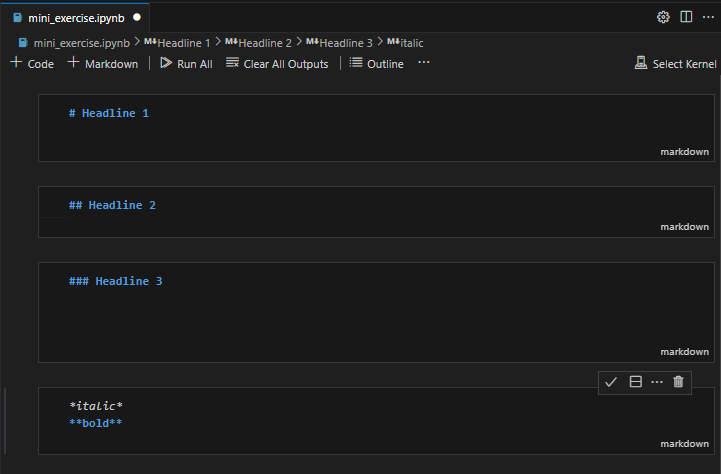 mini_exercise.ipynb
mini_exercise.ipynb > M↓Headline 1 > M↓Headline 2 > M↓Headline 3 > M↓italic
+ Code + Markdown | Run All Clear All Outputs | Outline ··· Select Kernel
# Headline 1
markdown
## Headline 2
markdown
### Headline 3
markdown
*italic*
**bold**
markdown